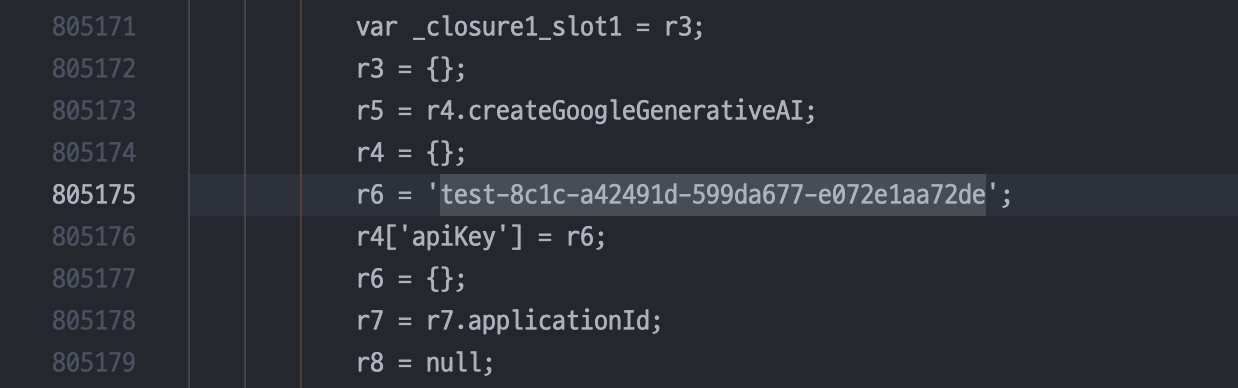 805171 var _closure1_slot1 = r3;
805172 r3 = {};
805173 r5 = r4.createGoogleGenerativeAI;
805174 r4 = {};
805175 r6 = 'test-8c1c-a42491d-599da677-e072e1aa72de';
805176 r4['apiKey'] = r6;
805177 r6 = {};
805178 r7 = r7.applicationId;
805179 r8 = null;